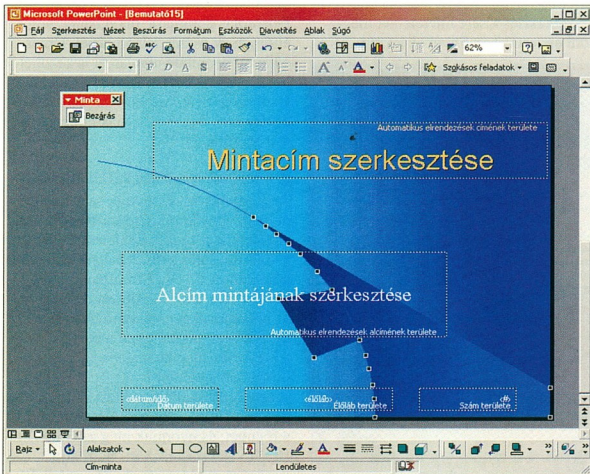 Microsoft PowerPoint - [Bemutató15]
Fájl Szerkesztés Nézet Beszúrás Formátum Eszközök Diavetítés Ablak Súgó
62%
F D A S
Szokásos feladatok
Minta
Bezárás
Automatikus elrendezések címének területe
Mintacím szerkesztése
Alcím mintájának szerkesztése
Automatikus elrendezések alcímének területe
‹dátum/idő›
Dátum területe
‹élőláb›
Élőláb területe
‹#›
Szám területe
Rajz Alakzatok
Cím-minta Lendületes